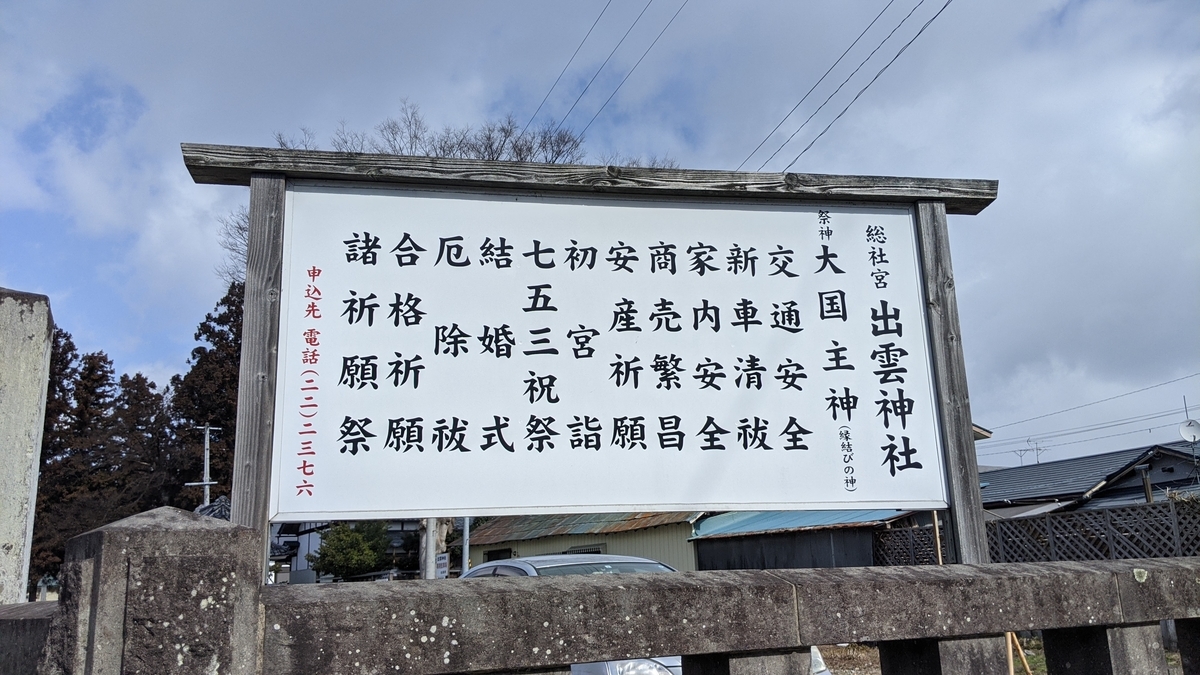 総社宮 出雲神社
祭神 大国主神(縁結びの神)
交通安全
新車清祓
家内安全
商売繁昌
安産祈願
初宮詣
七五三祝祭
結婚式
厄除祓
合格祈願
諸祈願祭
申込先 電話(二二)二三七六